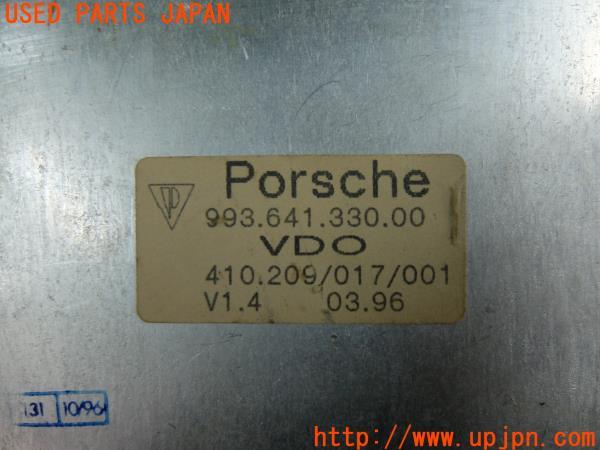 USED PARTS JAPAN
Porsche
993.641.330.00
VDO
410.209/017/001
V1.4 03.96
131 10/96
http://www.upjpn.com/